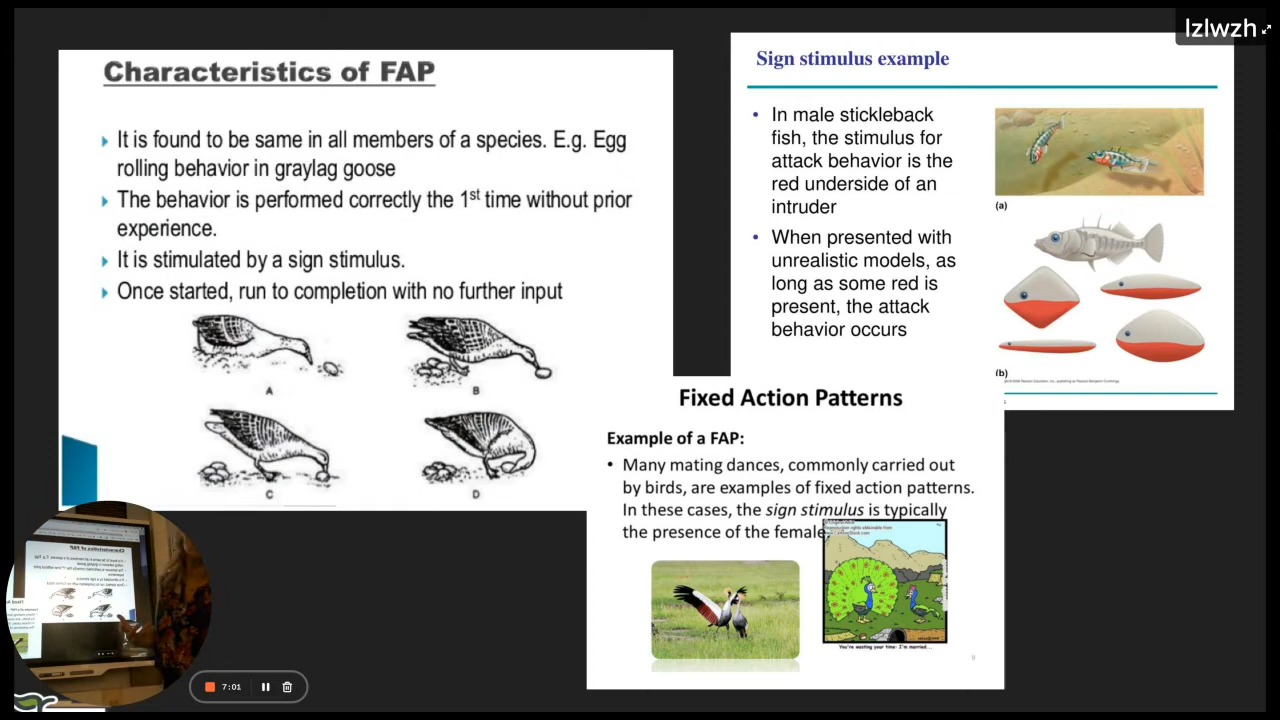 lzlwzh
Characteristics of FAP
It is found to be same in all members of a species. E.g. Egg
rolling behavior in graylag goose
The behavior is performed correctly the 1st time without prior
experience.
It is stimulated by a sign stimulus.
Once started, run to completion with no further input
A
B
C
D
Sign stimulus example
• In male stickleback
fish, the stimulus for
attack behavior is the
red underside of an
intruder
• When presented with
unrealistic models, as
long as some red is
present, the attack
behavior occurs
(a)
(b)
Fixed Action Patterns
Example of a FAP:
• Many mating dances, commonly carried out
by birds, are examples of fixed action patterns.
In these cases, the sign stimulus is typically
the presence of the female
You're wasting your time: I'm married...
9
7:01